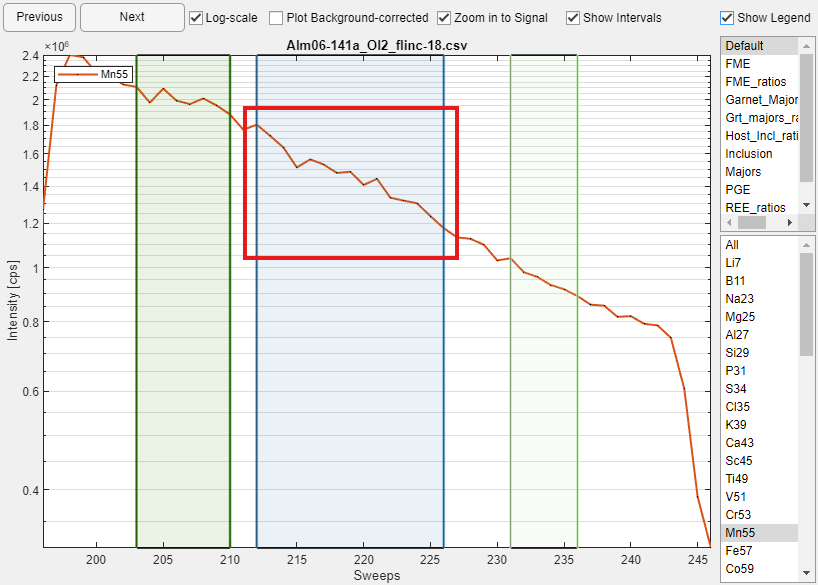 Previous
Next
Log-scale
Plot Background-corrected
Zoom in to Signal
Show Intervals
Show Legend
×10⁶
Alm06-141a_Ol2_flinc-18.csv
Mn55
2.4
2.2
2
1.8
1.6
1.4
1.2
1
0.8
0.6
0.4
Intensity [cps]
200
205
210
215
220
225
230
235
240
245
Sweeps
Default
FME
FME_ratios
Garnet_Major
Grt_majors_ra
Host_Incl_rati
Inclusion
Majors
PGE
REE_ratios
All
Li7
B11
Na23
Mg25
Al27
Si29
P31
S34
Cl35
K39
Ca43
Sc45
Ti49
V51
Cr53
Mn55
Fe57
Co59